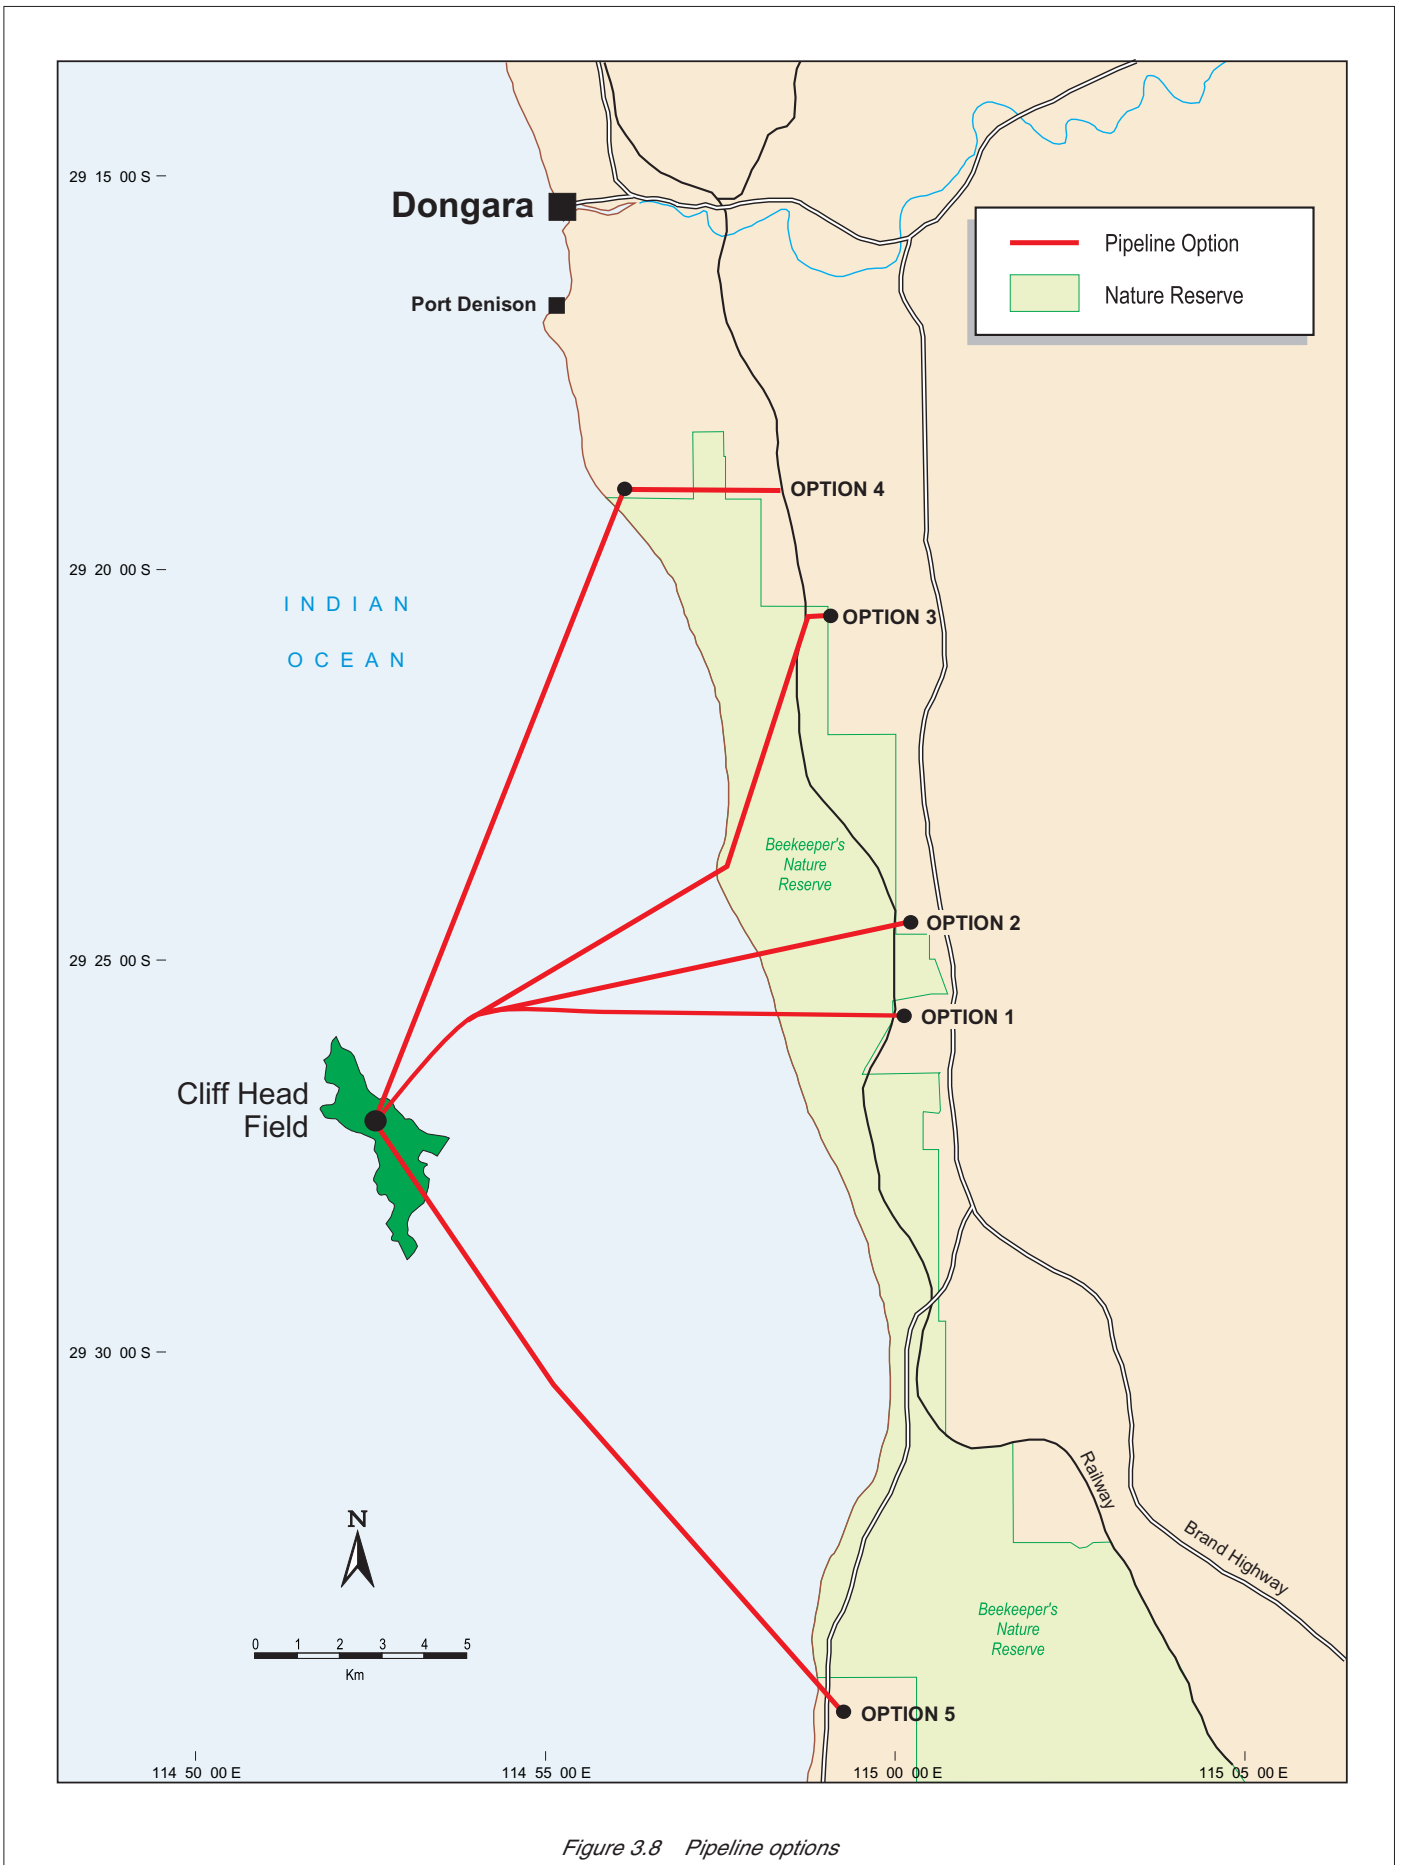 29 15 00 S
Dongara
Pipeline Option
Port Denison
Nature Reserve
OPTION 4
29 20 00 S
INDIAN
OCEAN
OPTION 3
Beekeeper's
Nature
Reserve
OPTION 2
29 25 00 S
OPTION 1
Cliff Head
Field
29 30 00 S
Railway
N
Brand Highway
Beekeeper's
Nature
Reserve
0 1 2 3 4 5
Km
OPTION 5
114 50 00 E
114 55 00 E
115 00 00 E
115 05 00 E
Figure 3.8 Pipeline options